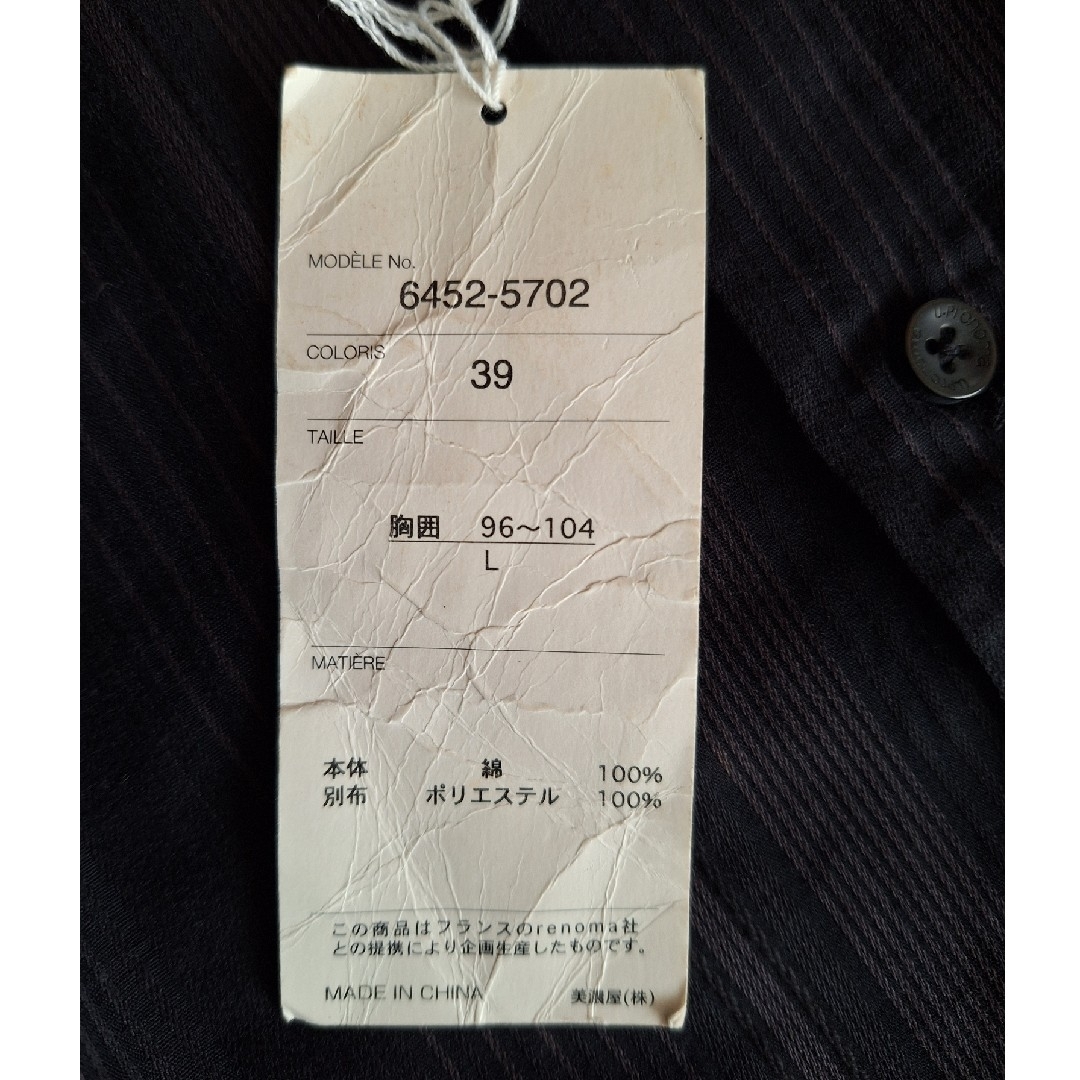 MODÈLE No.
6452-5702
COLORIS
39
TAILLE
胸囲 96～104
L
MATIÈRE
本体 綿 100%
別布 ポリエステル 100%
この商品はフランスのrenoma社
との提携により企画生産したものです。
MADE IN CHINA
美濃屋(株)